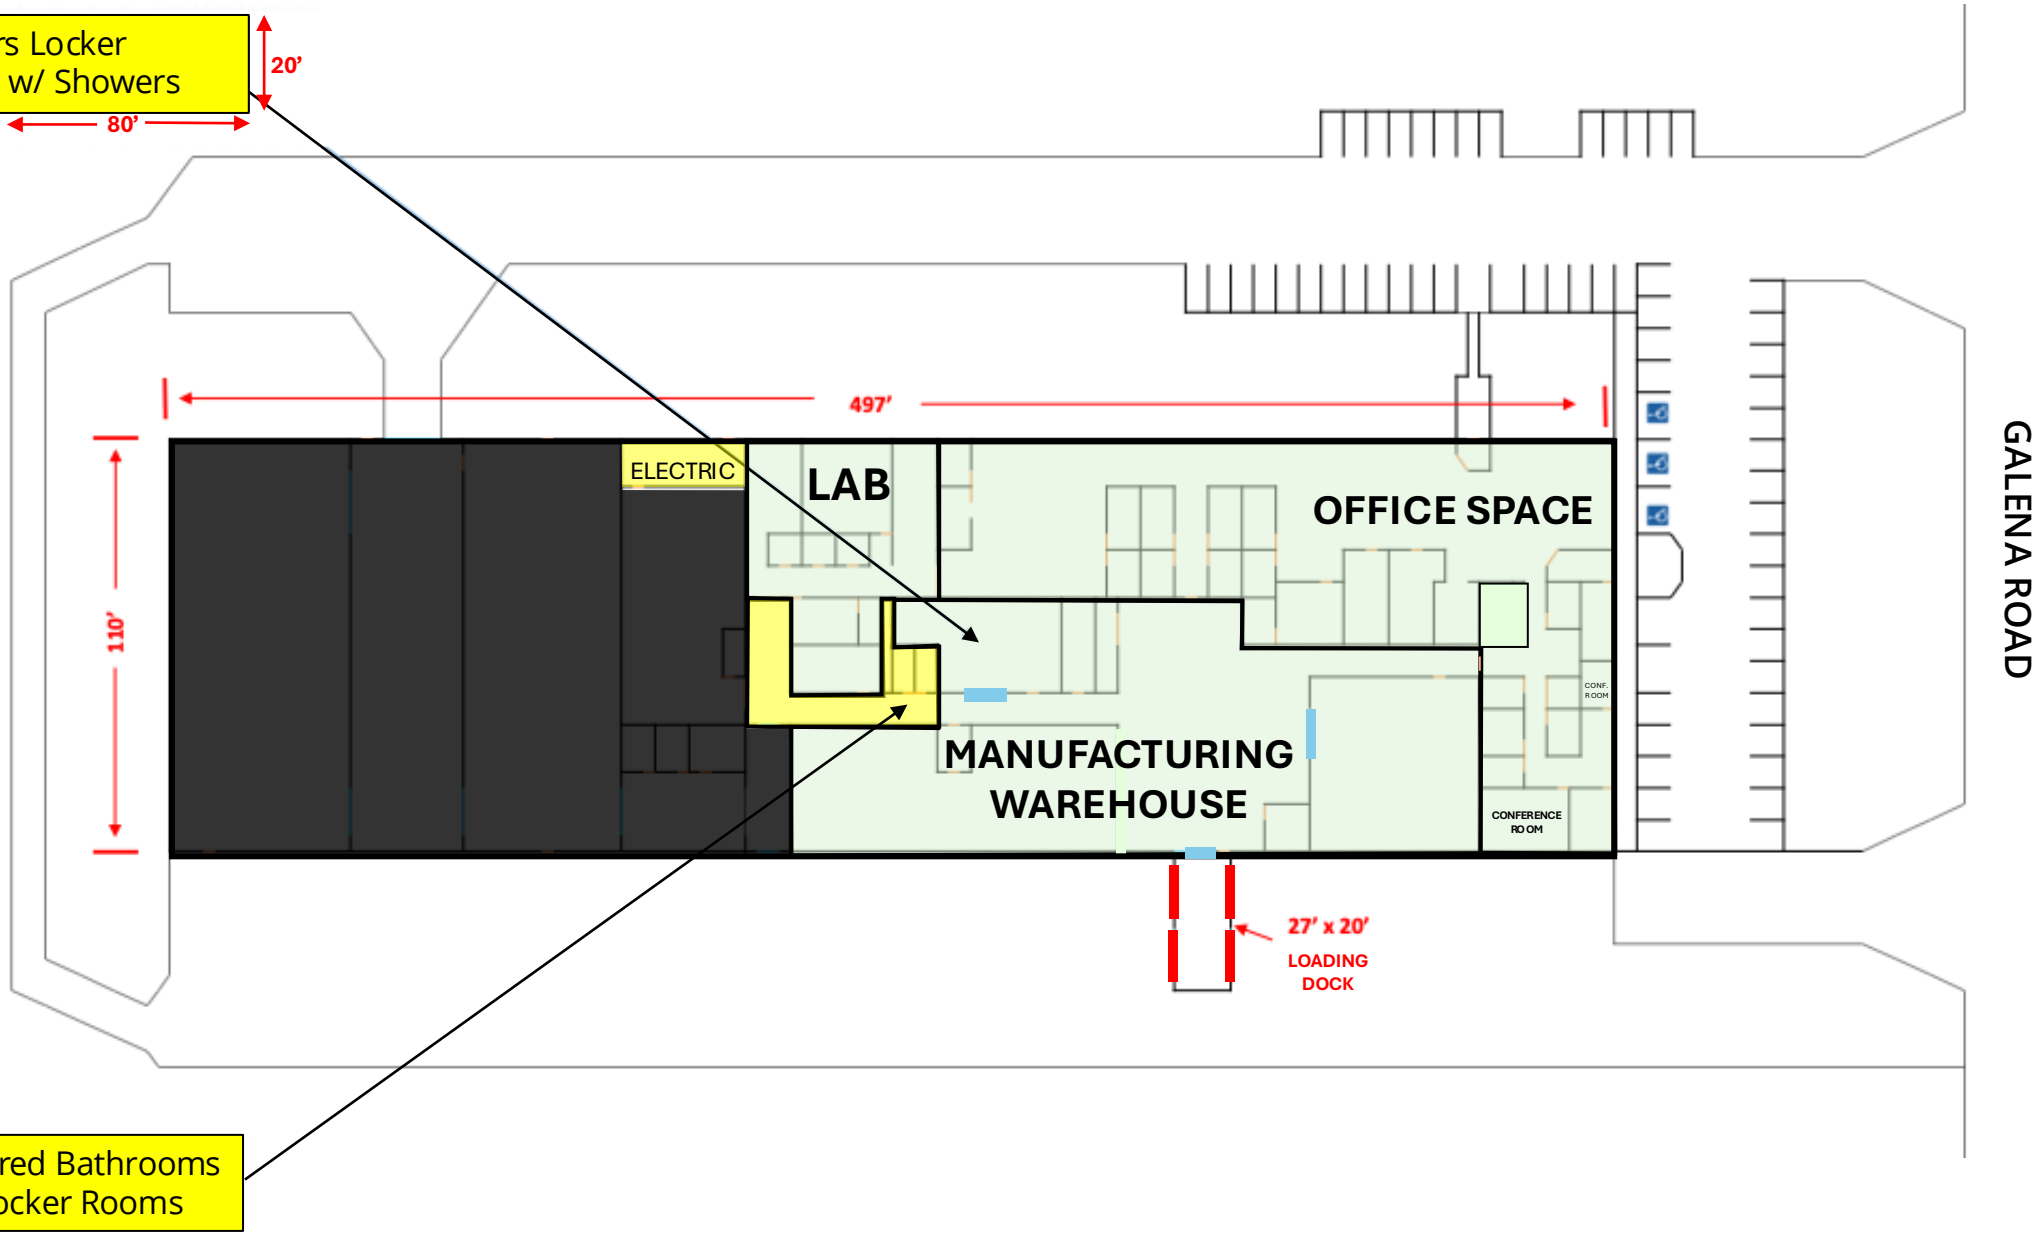 rs Locker
w/ Showers
20’
80’
497’
110’
ELECTRIC
LAB
OFFICE SPACE
GALENA ROAD
CONF.
ROOM
MANUFACTURING
WAREHOUSE
CONFERENCE
ROOM
27’ x 20’
LOADING
DOCK
red Bathrooms
ocker Rooms